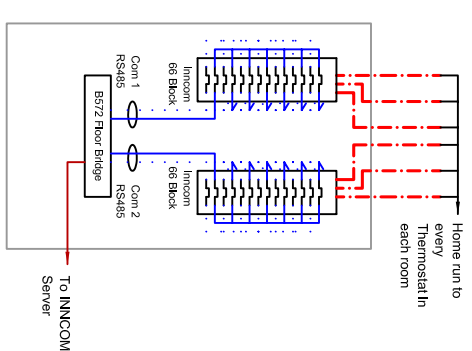 Home run to
every
Thermostat In
each room
Inncom
66 Block
Com 1
RS485
B572 Floor Bridge
Inncom
66 Block
Com 2
RS485
To INNCOM
Server